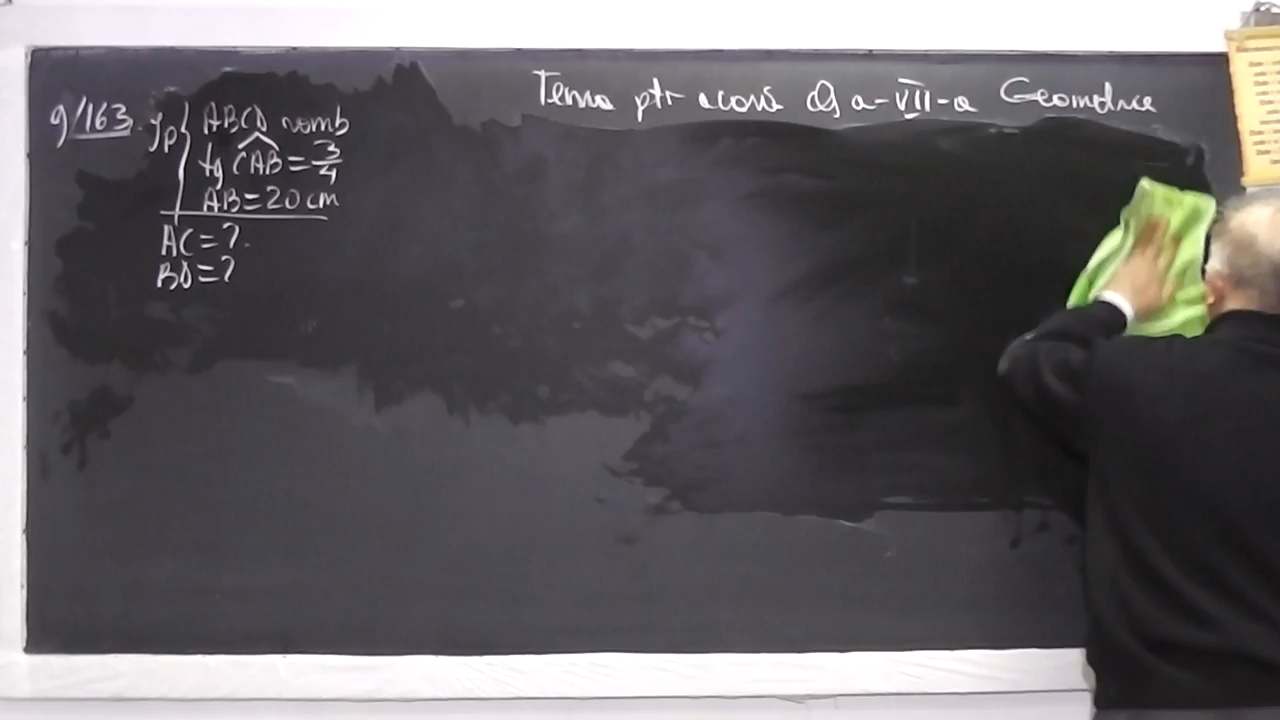 Tema ptr acasă cls a-VII-a Geometrie
9/163. Ip ABCD romb
tg CAB = 3/4
AB = 20 cm
AC = ?
BD = ?